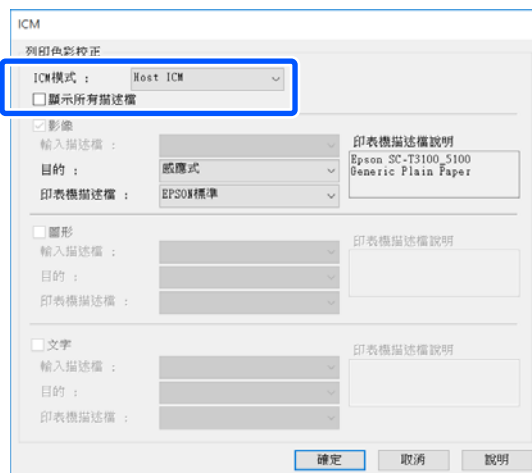 ICM
列印色彩校正
ICM模式 : Host ICM
顯示所有描述檔
影像
輸入描述檔 :
印表機描述檔說明
目的 : 感應式
Epson SC-T3100_5100
Generic Plain Paper
印表機描述檔 : EPSON標準
圖形
輸入描述檔 :
印表機描述檔說明
目的 :
印表機描述檔 :
文字
輸入描述檔 :
印表機描述檔說明
目的 :
印表機描述檔 :
確定 取消 說明